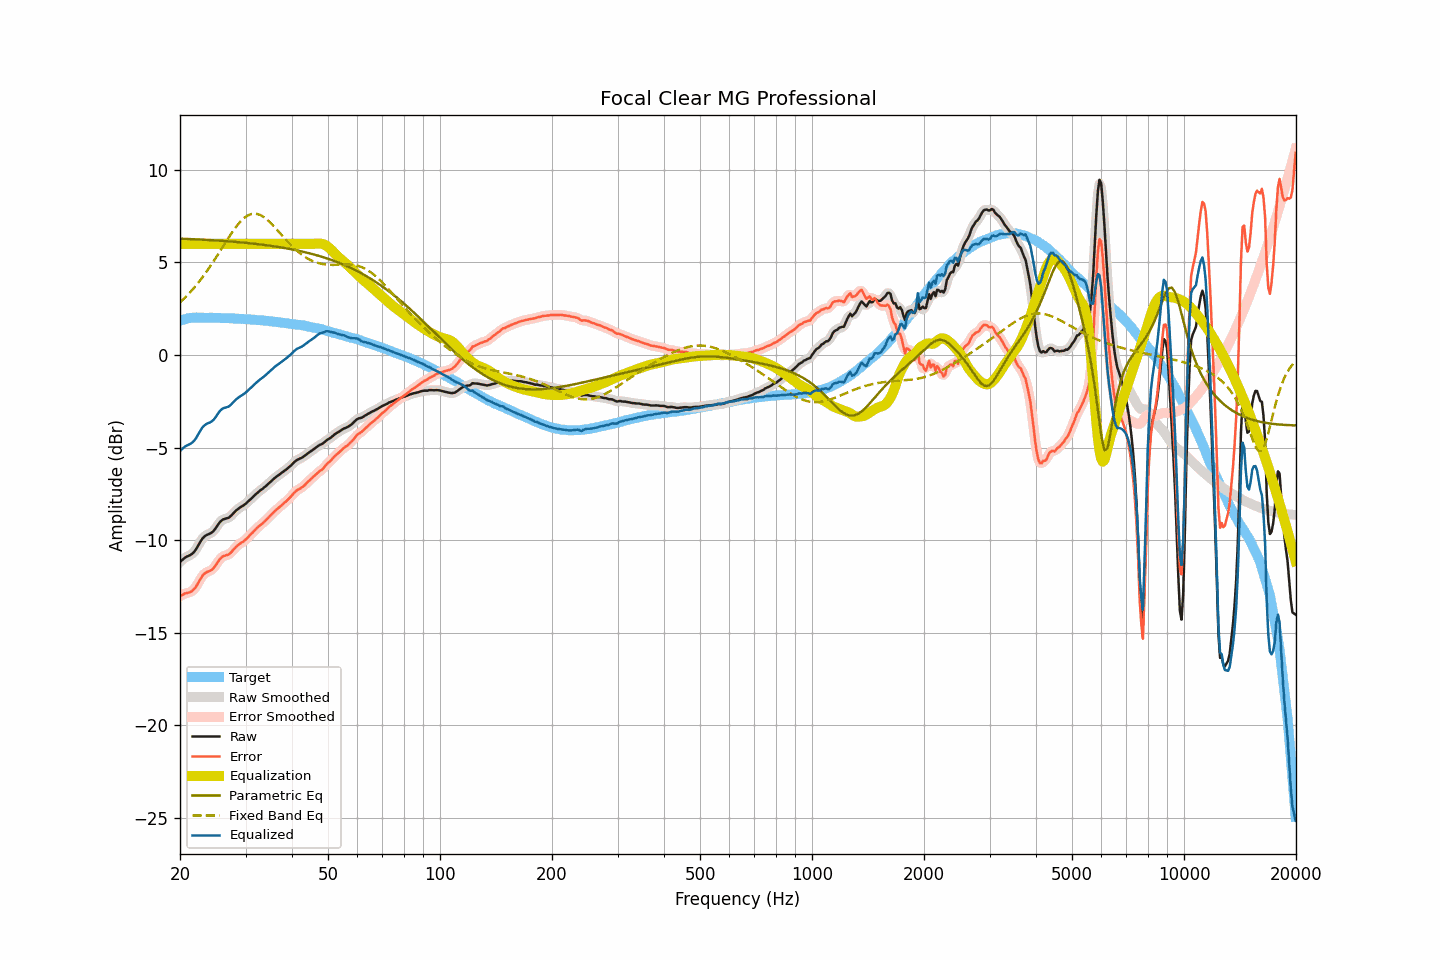 Focal Clear MG Professional
Amplitude (dBr)
10
5
0
−5
−10
−15
−20
−25
Target
Raw Smoothed
Error Smoothed
Raw
Error
Equalization
Parametric Eq
Fixed Band Eq
Equalized
20 50 100 200 500 1000 2000 5000 10000 20000
Frequency (Hz)